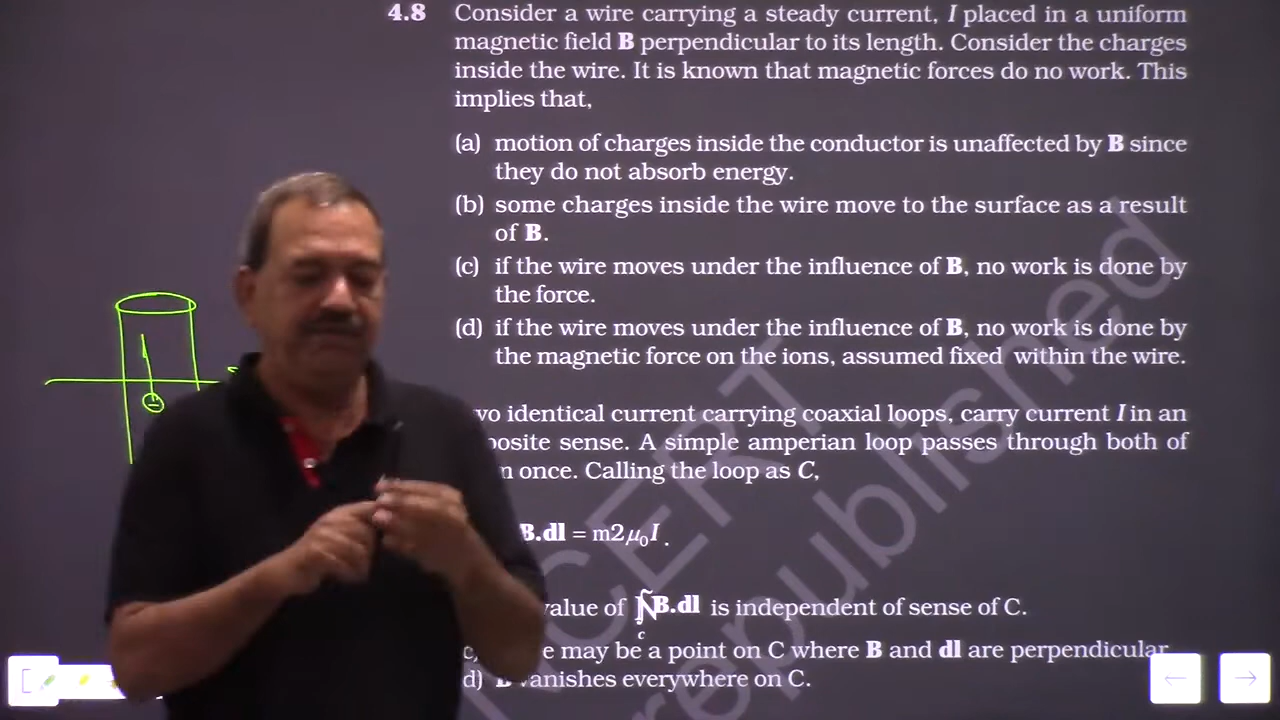 4.8 Consider a wire carrying a steady current, I placed in a uniform
magnetic field B perpendicular to its length. Consider the charges
inside the wire. It is known that magnetic forces do no work. This
implies that,
(a) motion of charges inside the conductor is unaffected by B since
they do not absorb energy.
(b) some charges inside the wire move to the surface as a result
of B.
(c) if the wire moves under the influence of B, no work is done by
the force.
(d) if the wire moves under the influence of B, no work is done by
the magnetic force on the ions, assumed fixed within the wire.
identical current carrying coaxial loops, carry current I in an
sense. A simple amperian loop passes through both of
once. Calling the loop as C,
B.dl = m2μ₀I.
value of B.dl is independent of sense of C.
c
may be a point on C where B and dl are perpendicular
d) vanishes everywhere on C.
republished